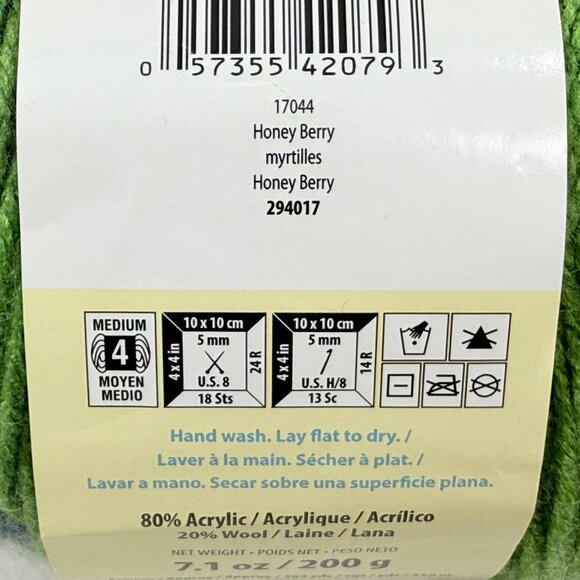 0 57355 42079 3
17044
Honey Berry
myrtilles
Honey Berry
294017
MEDIUM
4
MOYEN
MEDIO
10 x 10 cm
4 x 4 in
5 mm
24 R
U.S. 8
18 Sts
10 x 10 cm
4 x 4 in
5 mm
14 R
U.S. H/8
13 Sc
Hand wash. Lay flat to dry. /
Laver à la main. Sécher à plat. /
Lavar a mano. Secar sobre una superficie plana.
80% Acrylic / Acrylique / Acrílico
20% Wool / Laine / Lana
NET WEIGHT • POIDS NET • PESO NETO
7.1 oz / 200 g